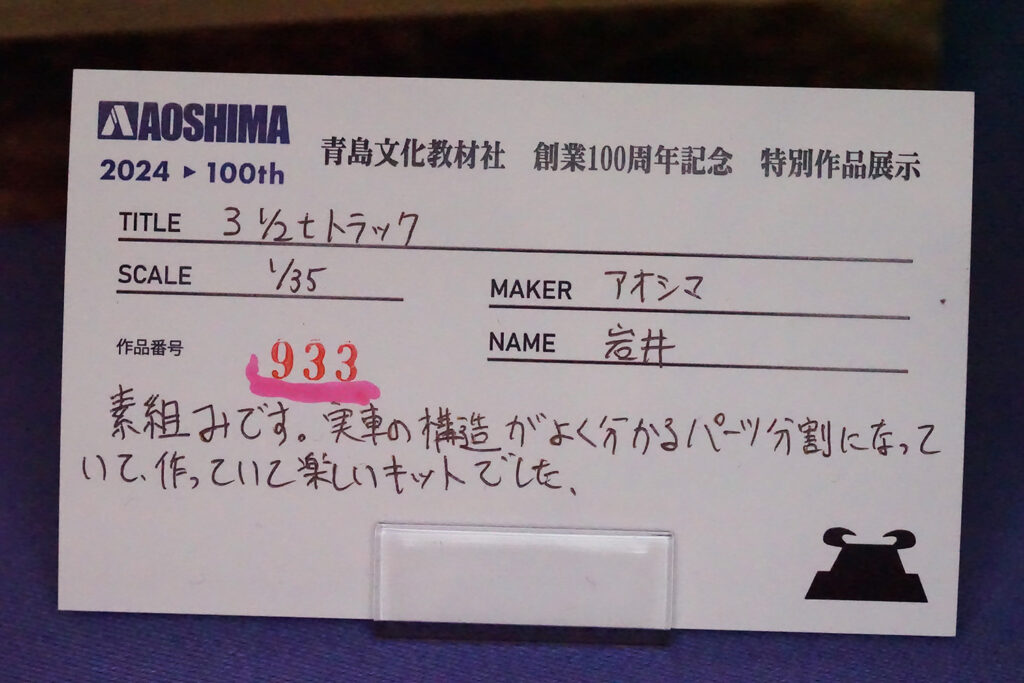 AOSHIMA
2024 ▶ 100th
青島文化教材社 創業100周年記念 特別作品展示
TITLE 3 1/2tトラック
SCALE 1/35
MAKER アオシマ
作品番号 933
NAME 岩井
素組みです。実車の構造がよく分かるパーツ分割になって
いて、作っていて楽しいキットでした。